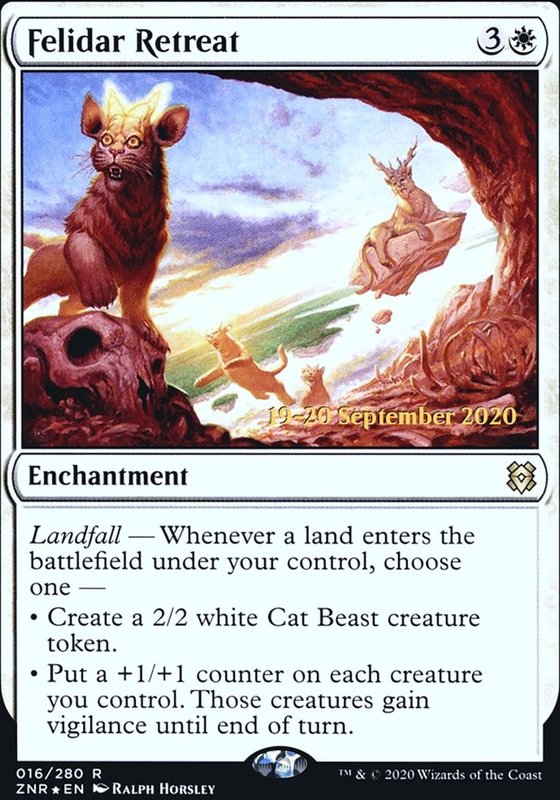 Felidar Retreat 3
19–20 September 2020
Enchantment
Landfall — Whenever a land enters the
battlefield under your control, choose
one —
• Create a 2/2 white Cat Beast creature
token.
• Put a +1/+1 counter on each creature
you control. Those creatures gain
vigilance until end of turn.
016/280 R
ZNR★EN Ralph Horsley
™ & © 2020 Wizards of the Coast